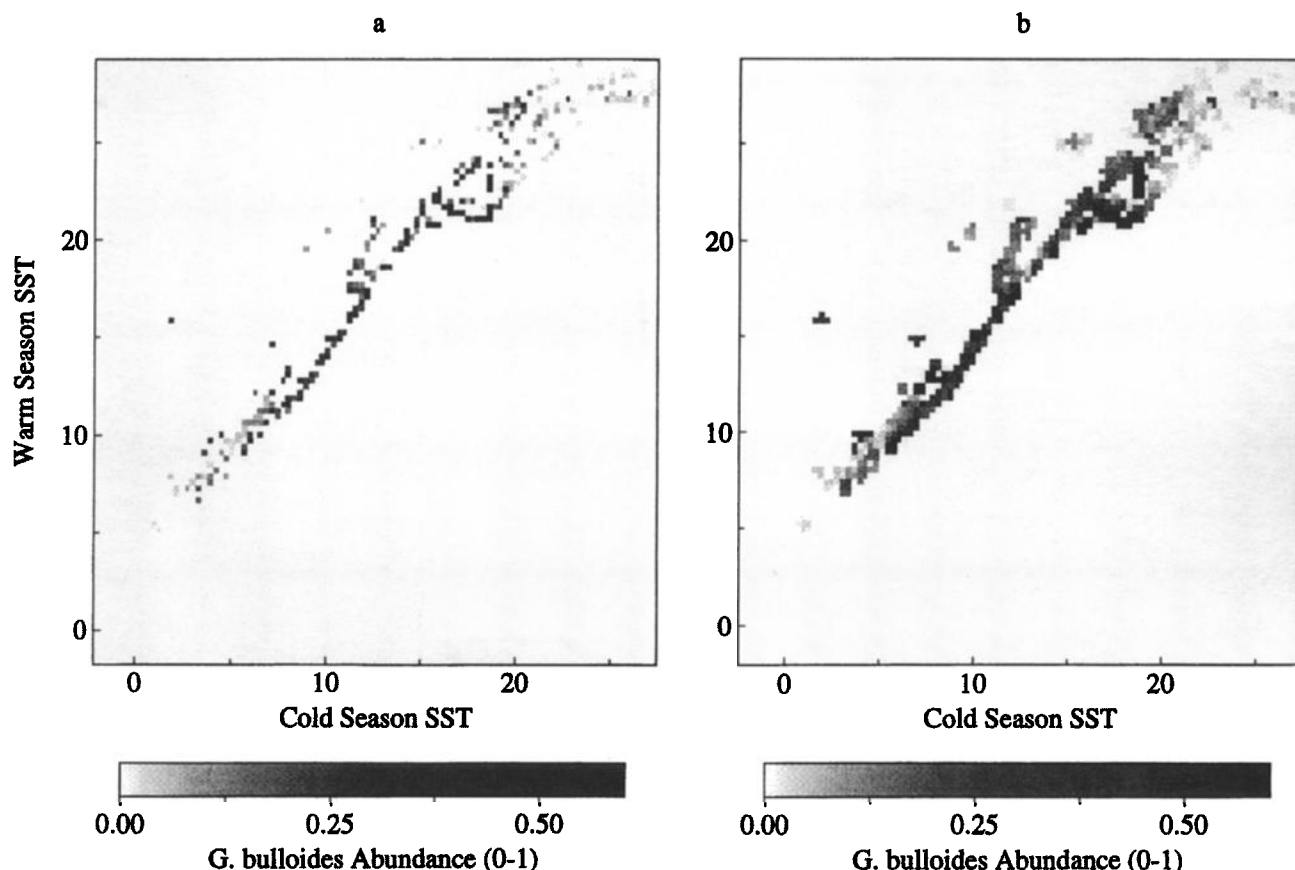 a
20
10
0
Warm Season SST
0 10 20
Cold Season SST
0.00 0.25 0.50
G. bulloides Abundance (0-1)
b
20
10
0
0 10 20
Cold Season SST
0.00 0.25 0.50
G. bulloides Abundance (0-1)